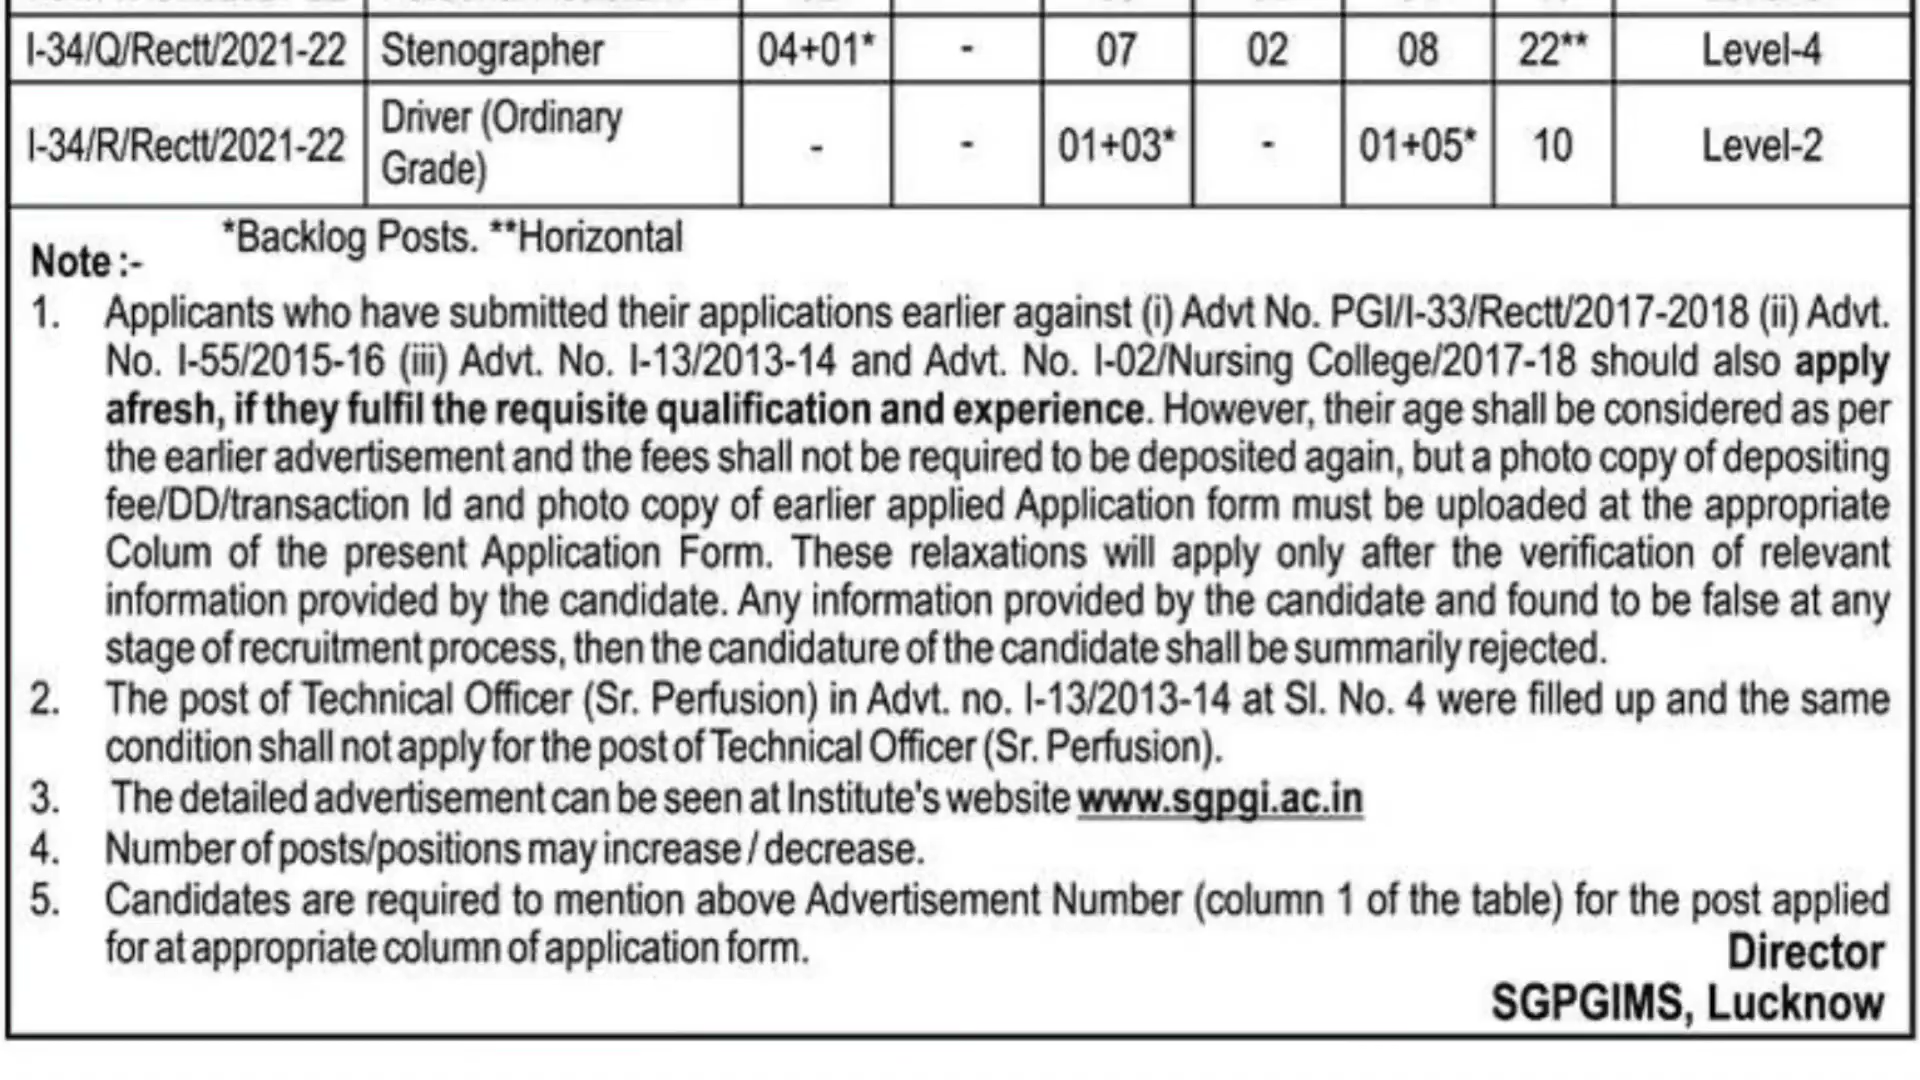 I-34/Q/Rectt/2021-22 Stenographer 04+01* - 07 02 08 22** Level-4
I-34/R/Rectt/2021-22 Driver (Ordinary Grade) - - 01+03* - 01+05* 10 Level-2
*Backlog Posts. **Horizontal
Note :-
1. Applicants who have submitted their applications earlier against (i) Advt No. PGI/I-33/Rectt/2017-2018 (ii) Advt.
No. I-55/2015-16 (iii) Advt. No. I-13/2013-14 and Advt. No. I-02/Nursing College/2017-18 should also apply
afresh, if they fulfil the requisite qualification and experience. However, their age shall be considered as per
the earlier advertisement and the fees shall not be required to be deposited again, but a photo copy of depositing
fee/DD/transaction Id and photo copy of earlier applied Application form must be uploaded at the appropriate
Colum of the present Application Form. These relaxations will apply only after the verification of relevant
information provided by the candidate. Any information provided by the candidate and found to be false at any
stage of recruitment process, then the candidature of the candidate shall be summarily rejected.
2. The post of Technical Officer (Sr. Perfusion) in Advt. no. I-13/2013-14 at Sl. No. 4 were filled up and the same
condition shall not apply for the post of Technical Officer (Sr. Perfusion).
3. The detailed advertisement can be seen at Institute's website www.sgpgi.ac.in
4. Number of posts/positions may increase / decrease.
5. Candidates are required to mention above Advertisement Number (column 1 of the table) for the post applied
for at appropriate column of application form.
Director
SGPGIMS, Lucknow